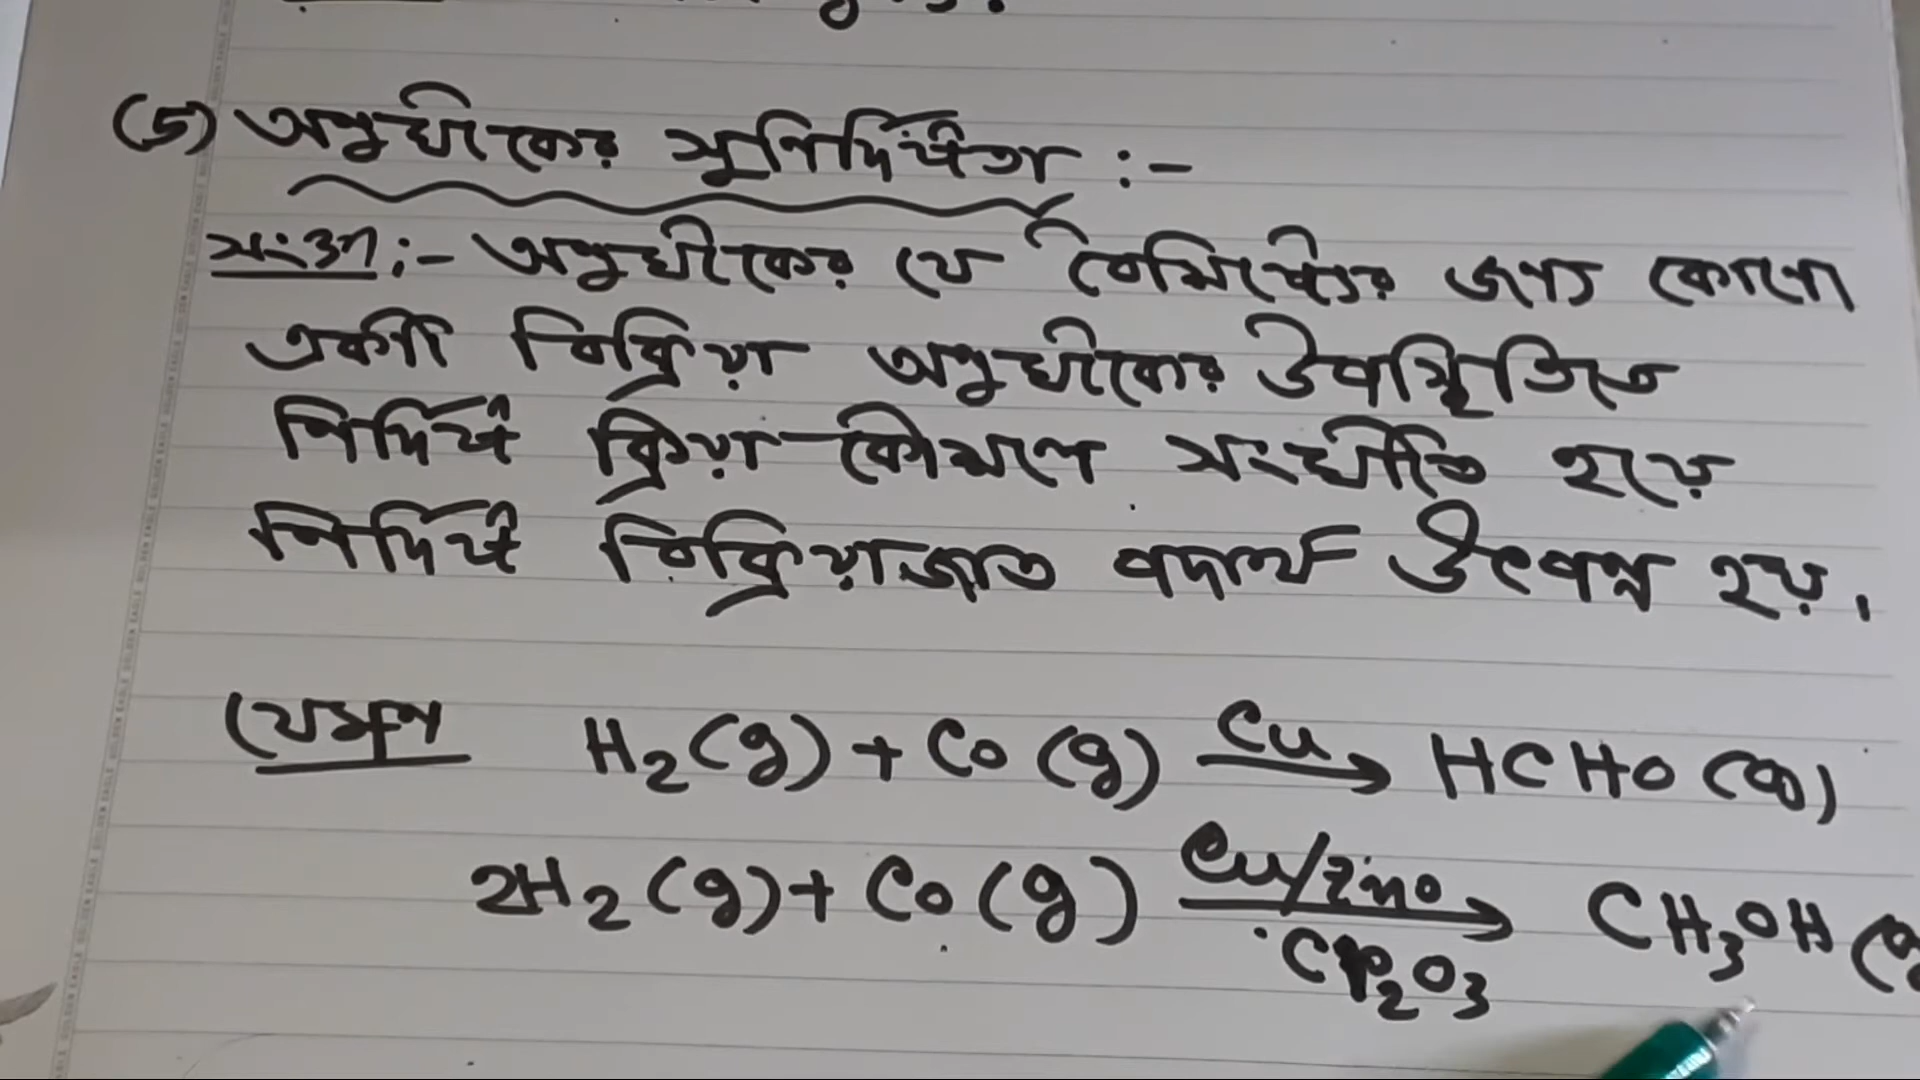 (5) অনুঘটকের সুনির্দিষ্টতা :-
সংজ্ঞা :- অনুঘটকের যে বৈশিষ্ট্যের জন্য কোনো
একটি বিক্রিয়া অনুঘটকের উপস্থিতিতে
নির্দিষ্ট ক্রিয়া-কৌশলে সংঘটিত হয়ে
নির্দিষ্ট বিক্রিয়াজাত পদার্থ উৎপন্ন হয়।
যেমন H₂(g) + CO (g) Cu→ HCHO (g)
2H₂(g) + CO (g) Cu/ZnO→ CH₃OH (g
Cr₂O₃